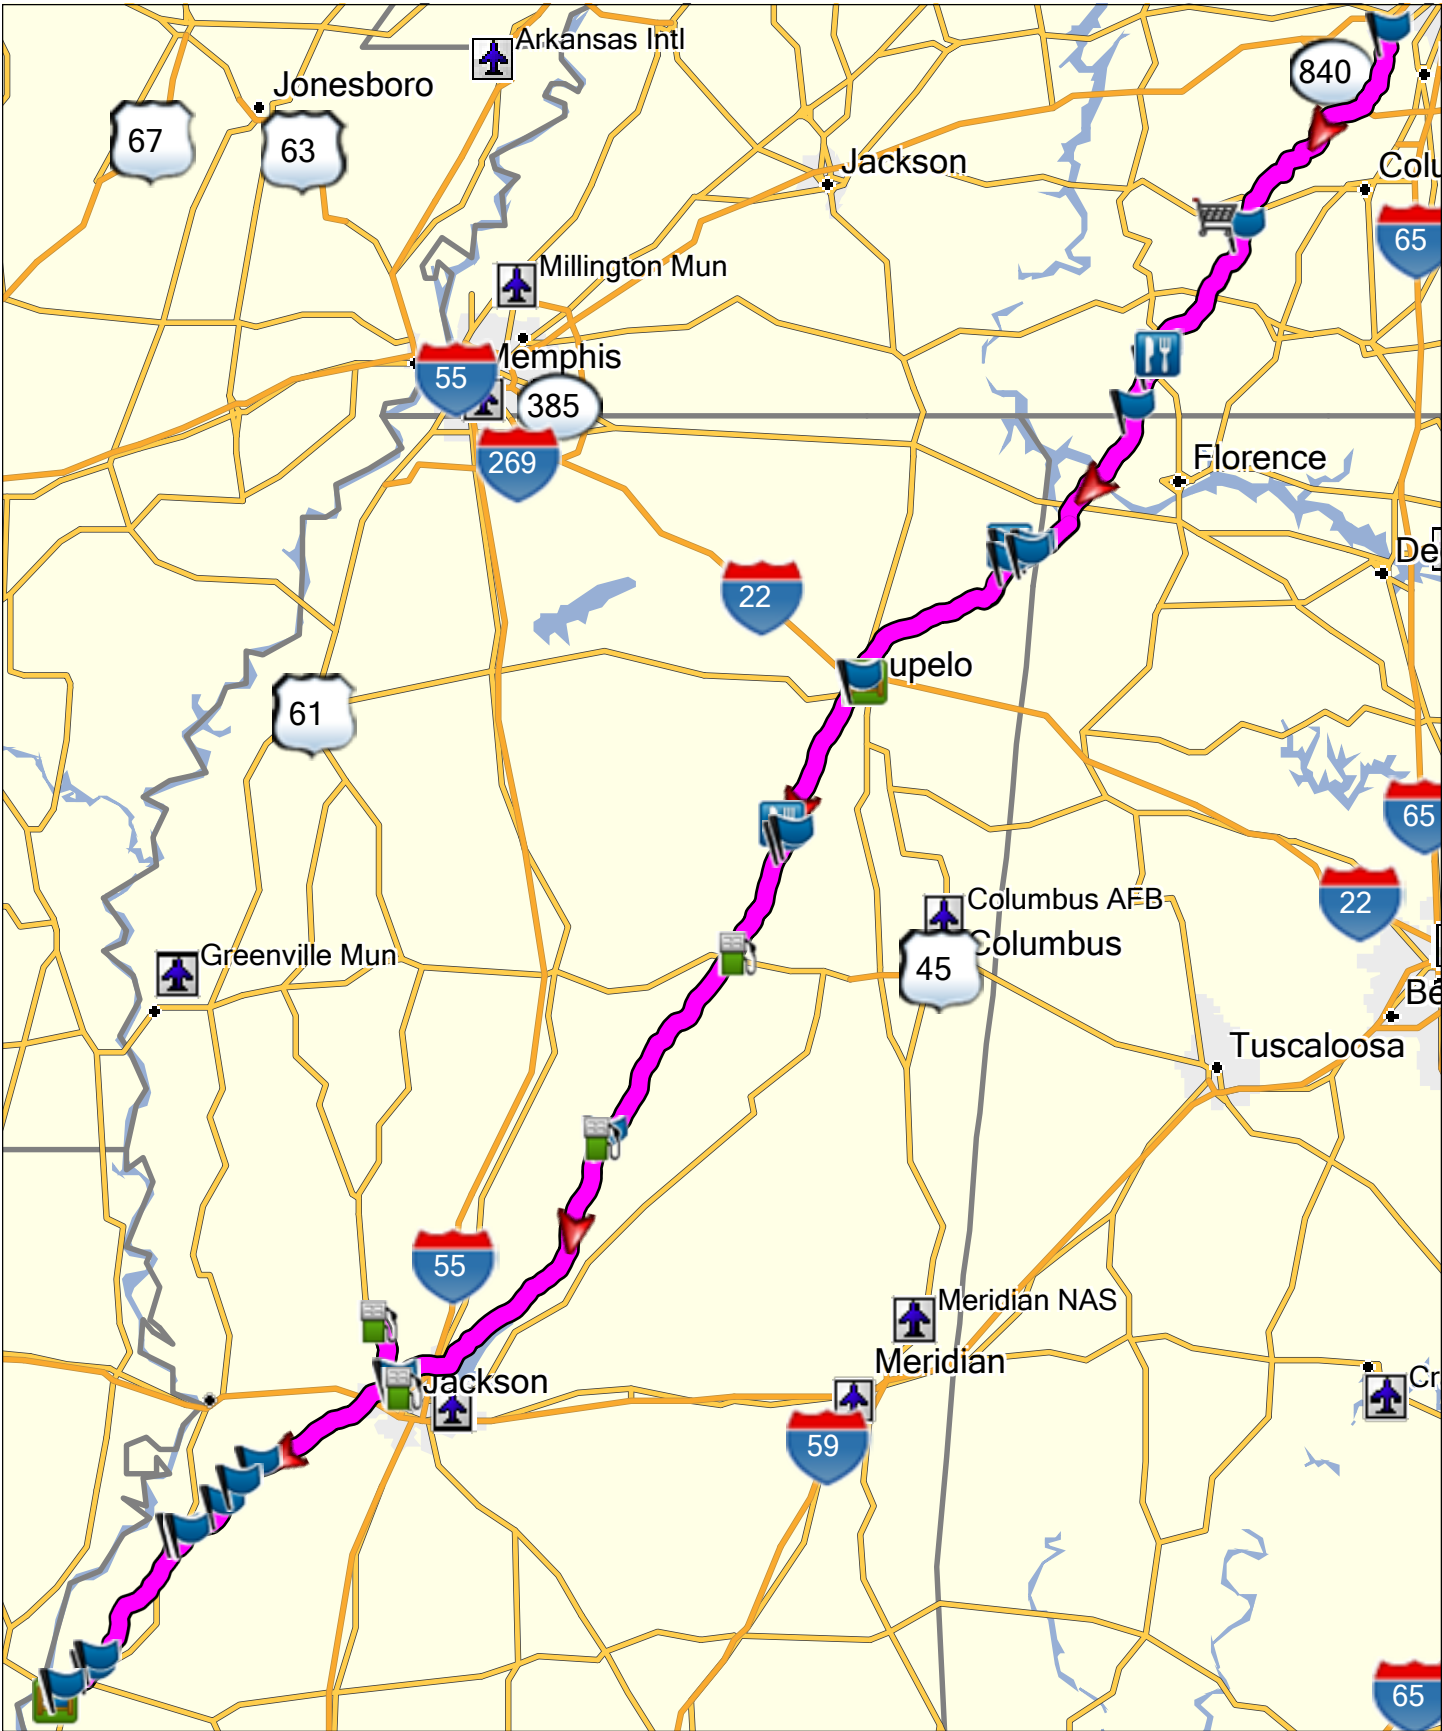 Arkansas Intl
840
Jonesboro
67
63
Jackson
Colu
65
Millington Mun
Memphis
55
385
269
Florence
De
22
upelo
61
65
22
Columbus AFB
Columbus
45
Greenville Mun
Be
Tuscaloosa
55
Meridian NAS
Meridian
Jackson
Cr
59
65